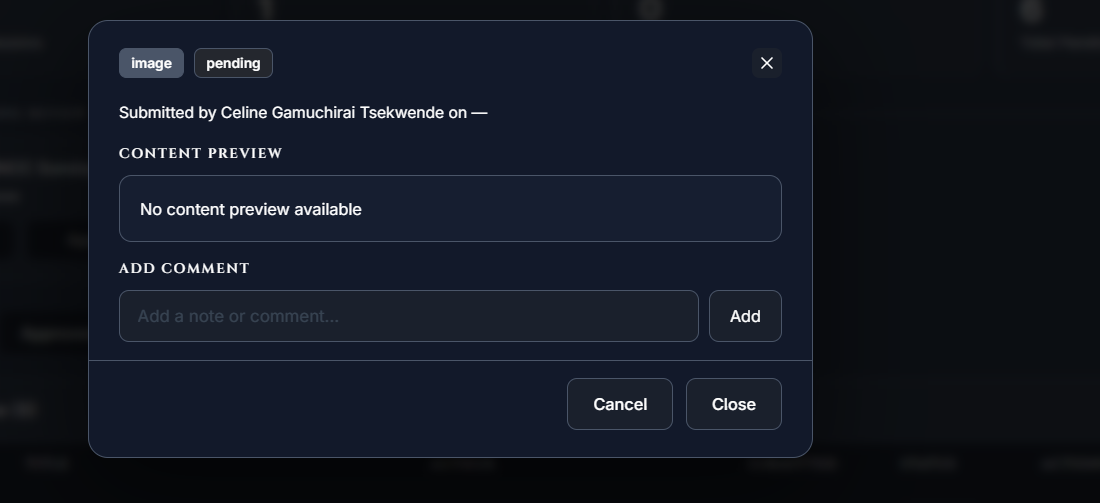 image pending
Submitted by Celine Gamuchirai Tsekwende on —
CONTENT PREVIEW
No content preview available
ADD COMMENT
Add a note or comment...
Add
Cancel
Close